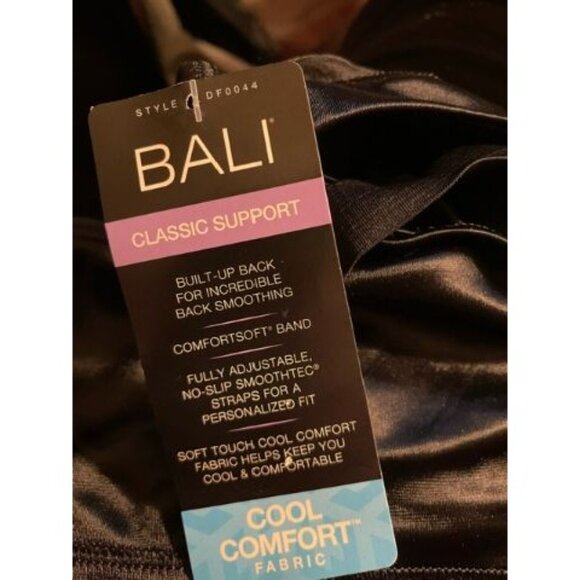 STYLE DF0044
BALI®
CLASSIC SUPPORT
BUILT-UP BACK
FOR INCREDIBLE
BACK SMOOTHING
COMFORTSOFT® BAND
FULLY ADJUSTABLE,
NO-SLIP SMOOTHTEC®
STRAPS FOR A
PERSONALIZED FIT
SOFT TOUCH COOL COMFORT
FABRIC HELPS KEEP YOU
COOL & COMFORTABLE
COOL
COMFORT™
FABRIC